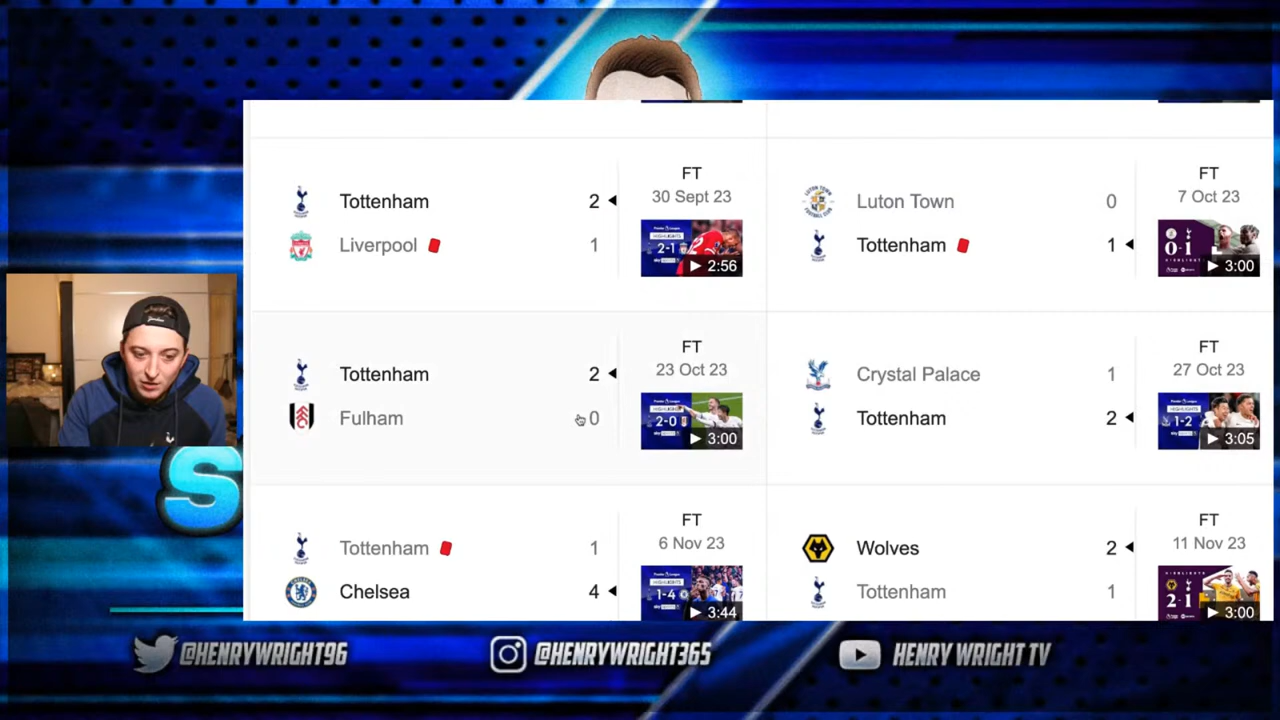 FT
30 Sept 23
Tottenham 2
Liverpool 1
2-1
2:56
FT
7 Oct 23
Luton Town 0
Tottenham 1
0-1
HIGHLIGHTS
3:00
FT
23 Oct 23
Tottenham 2
Fulham 0
2-0
3:00
FT
27 Oct 23
Crystal Palace 1
Tottenham 2
1-2
3:05
FT
6 Nov 23
Tottenham 1
Chelsea 4
1-4
3:44
FT
11 Nov 23
Wolves 2
Tottenham 1
2-1
3:00
S
@HENRYWRIGHT96
@HENRYWRIGHT365
HENRY WRIGHT TV